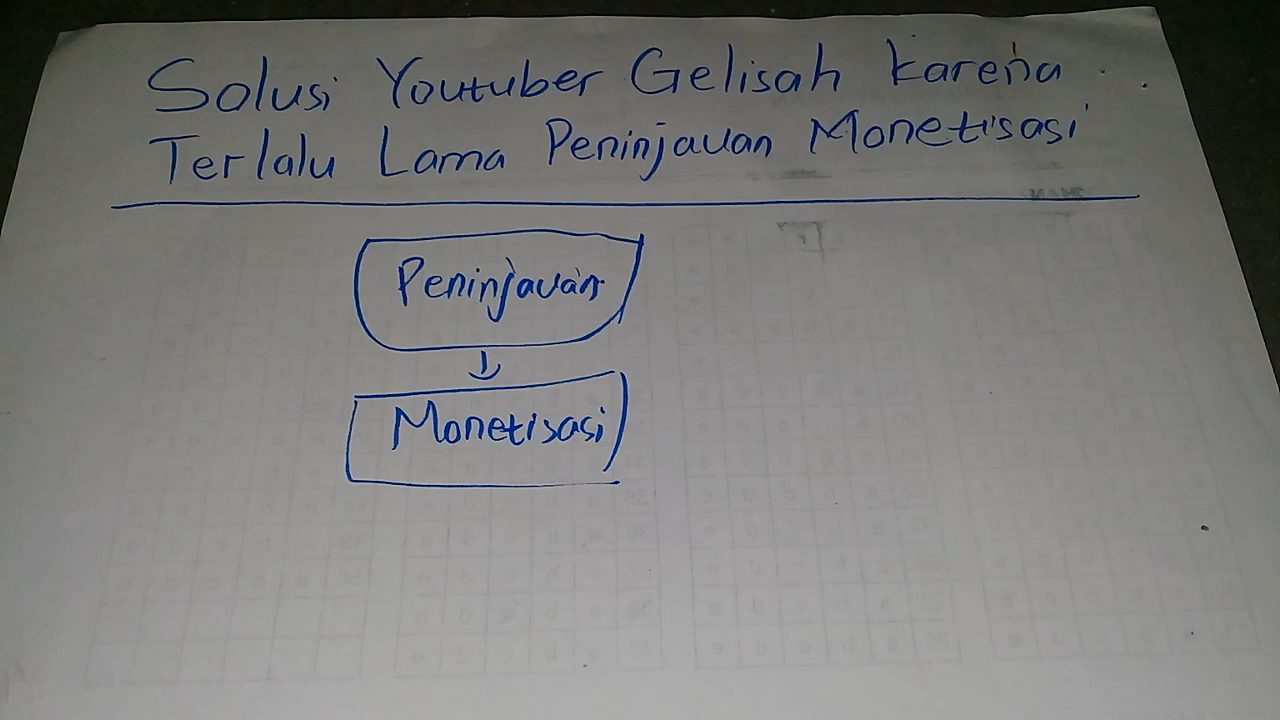 Solusi Youtuber Gelisah Karena
Terlalu Lama Peninjauan Monetisasi
Peninjauan
Monetisasi